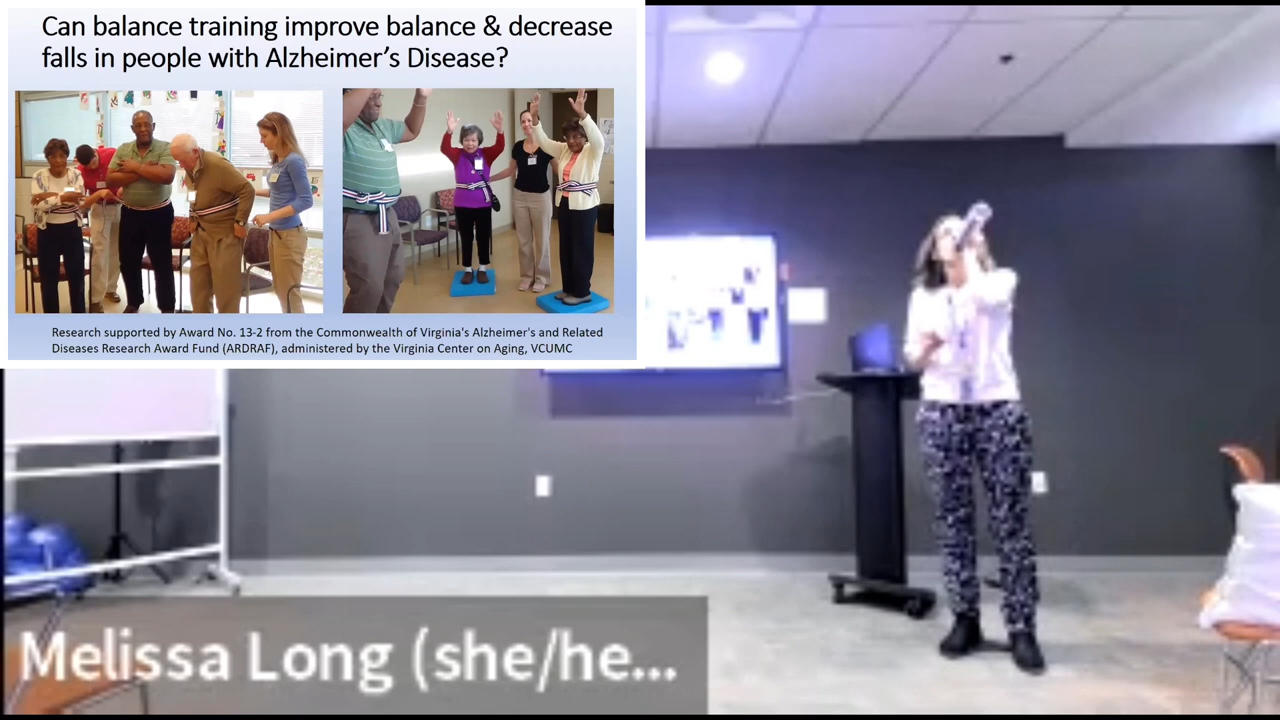 Can balance training improve balance & decrease
falls in people with Alzheimer's Disease?
Research supported by Award No. 13-2 from the Commonwealth of Virginia's Alzheimer's and Related
Diseases Research Award Fund (ARDRAF), administered by the Virginia Center on Aging, VCUMC
Melissa Long (she/he...